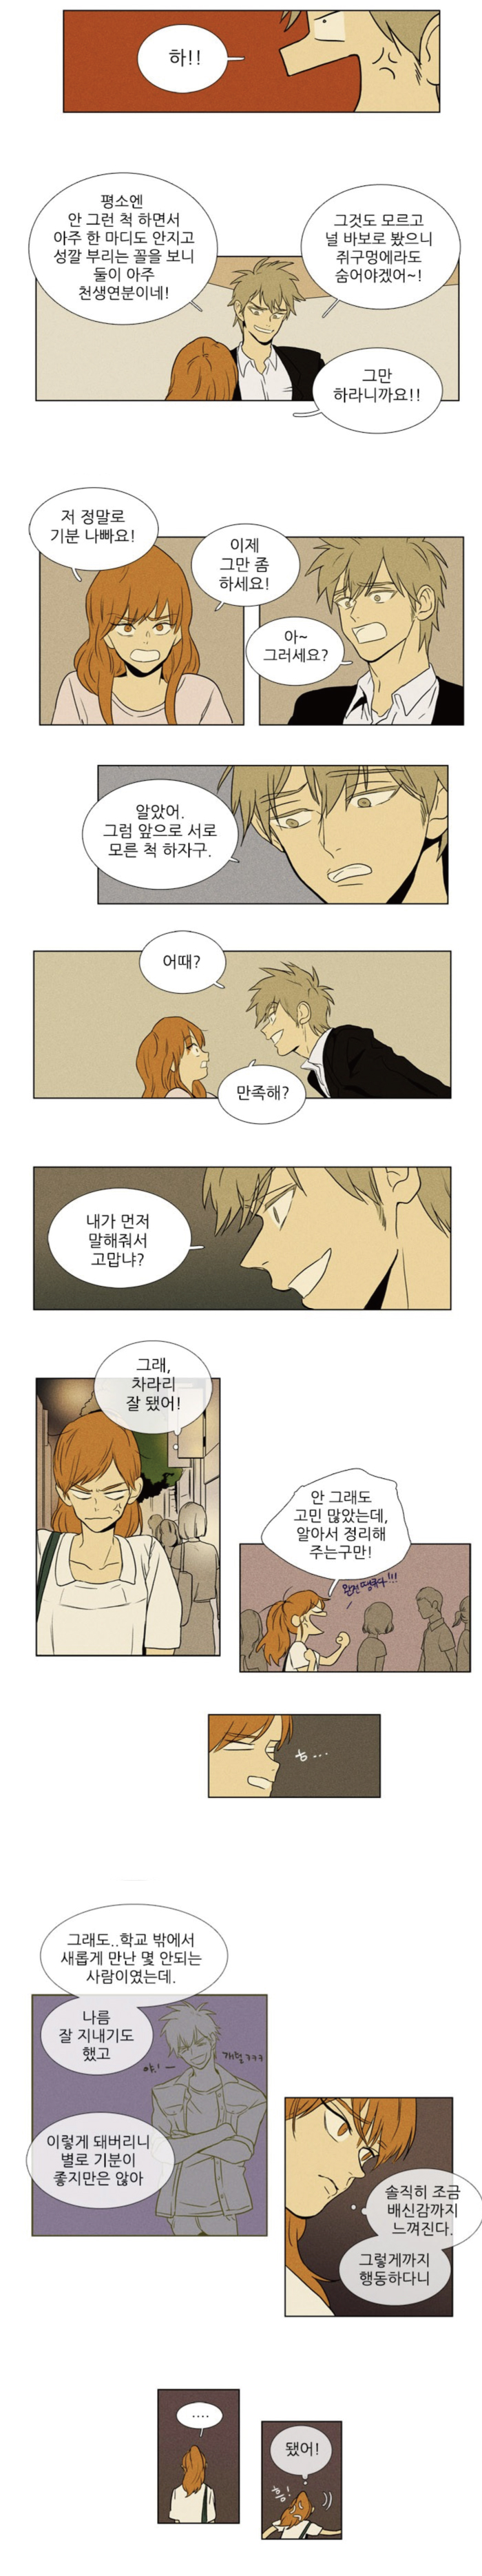 하!!
평소엔
안 그런 척 하면서
아주 한 마디도 안지고
성깔 부리는 꼴을 보니
둘이 아주
천생연분이네!
그것도 모르고
널 바보로 봤으니
쥐구멍에라도
숨어야겠어~!
그만
하라니까요!!
저 정말로
기분 나빠요!
이제
그만 좀
하세요!
아~
그러세요?
알았어.
그럼 앞으로 서로
모른 척 하자구.
어때?
만족해?
내가 먼저
말해줘서
고맙냐?
그래,
차라리
잘 됐어!
안 그래도
고민 많았는데,
알아서 정리해
주는구만!
완전 땡큐다!!!
흐...
그래도..학교 밖에서
새롭게 만난 몇 안되는
사람이였는데.
나름
잘 지내기도
했고
야!
개털ㅋㅋㅋ
이렇게 돼버리니
별로 기분이
좋지만은 않아
솔직히 조금
배신감까지
느껴진다.
그렇게까지
행동하다니
....
됐어!
흥!